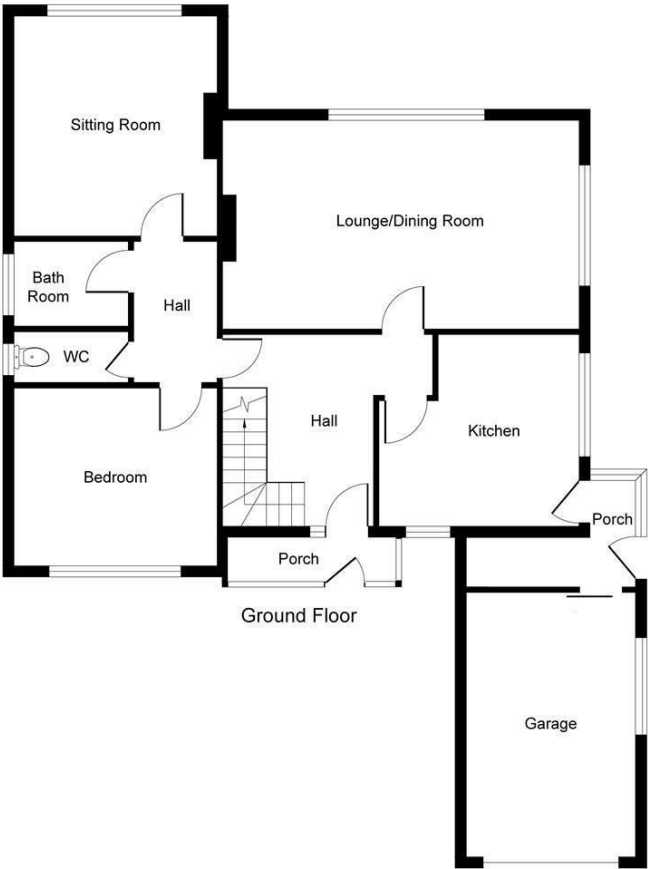 Sitting Room
Lounge/Dining Room
Bath
Room
Hall
WC
Hall
Kitchen
Bedroom
Porch
Porch
Ground Floor
Garage